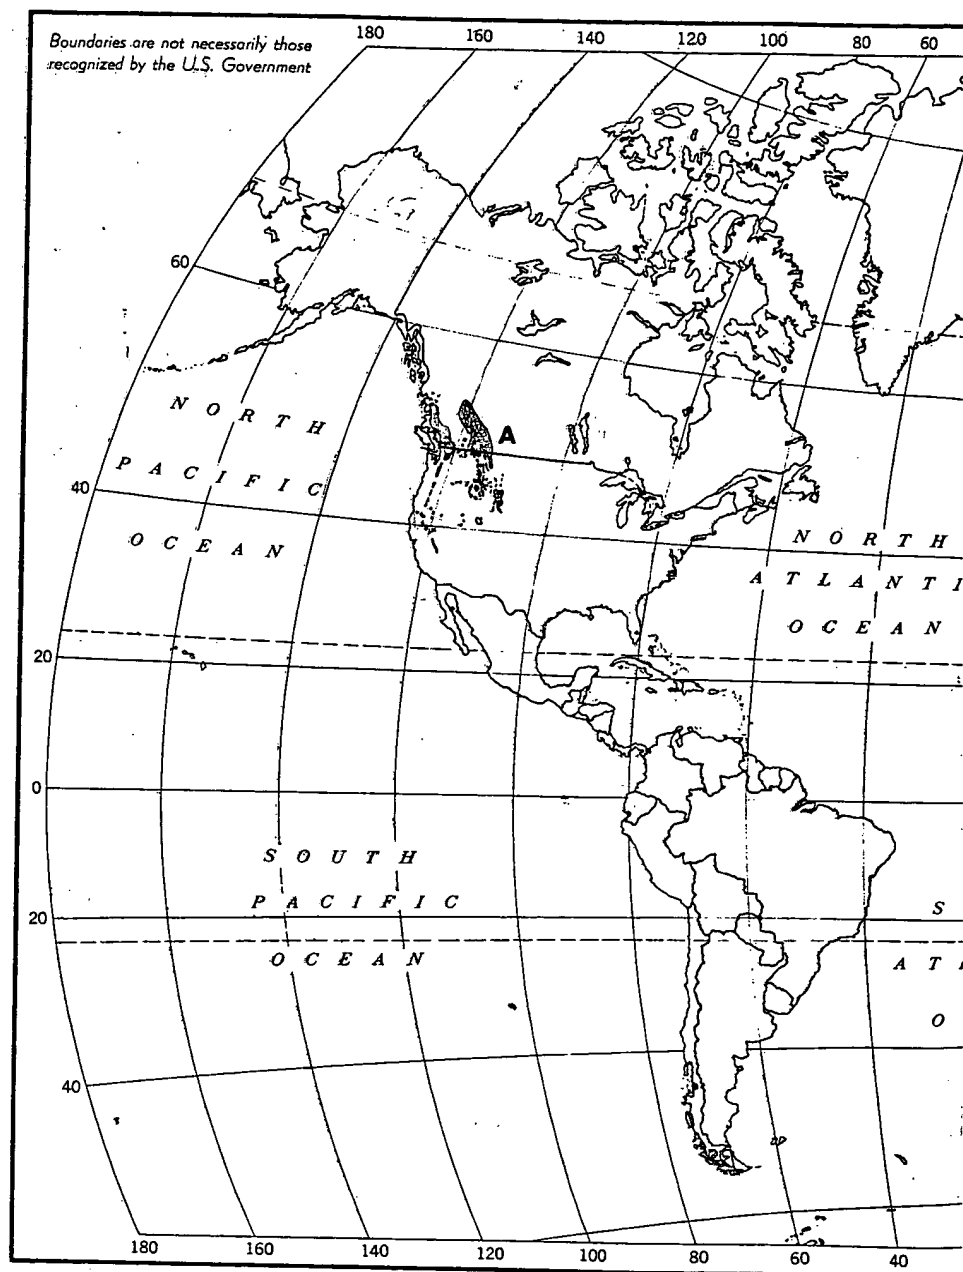 Boundaries are not necessarily those
recognized by the U.S. Government
180 160 140 120 100 80 60
60
A
N O R T H
P A C I F I C
O C E A N
40
N O R T H
A T L A N T I
O C E A N
20
0
S O U T H
P A C I F I C
O C E A N
20
S
A T L
O
40
180 160 140 120 100 80 60 40